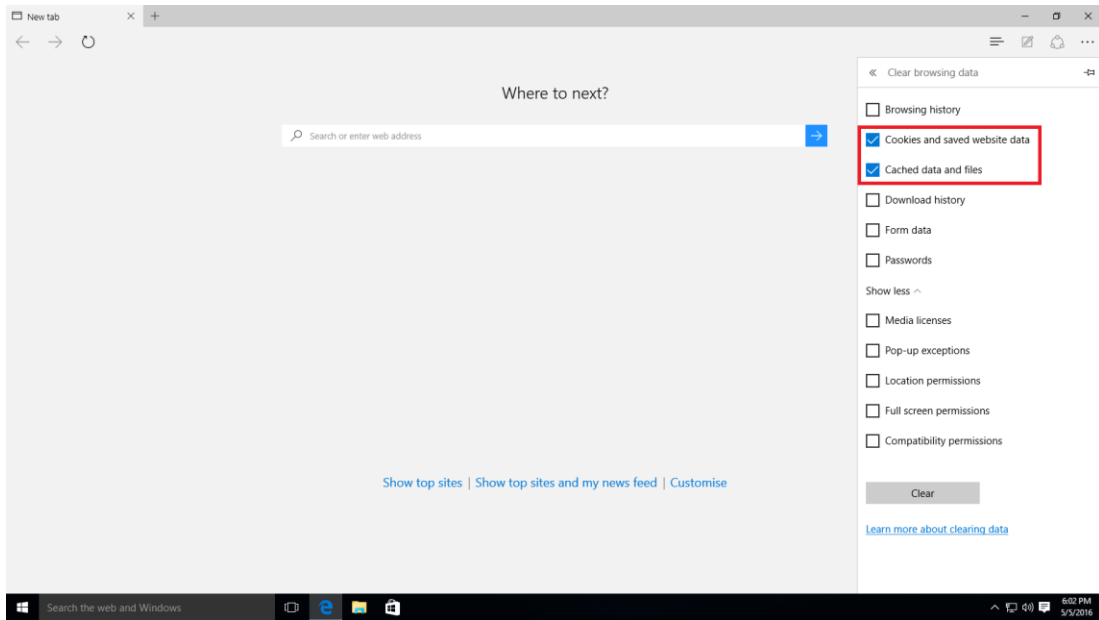 New tab
Where to next?
Search or enter web address
Show top sites | Show top sites and my news feed | Customise
Clear browsing data
Browsing history
Cookies and saved website data
Cached data and files
Download history
Form data
Passwords
Show less
Media licenses
Pop-up exceptions
Location permissions
Full screen permissions
Compatibility permissions
Clear
Learn more about clearing data
Search the web and Windows
6:02 PM
5/5/2016